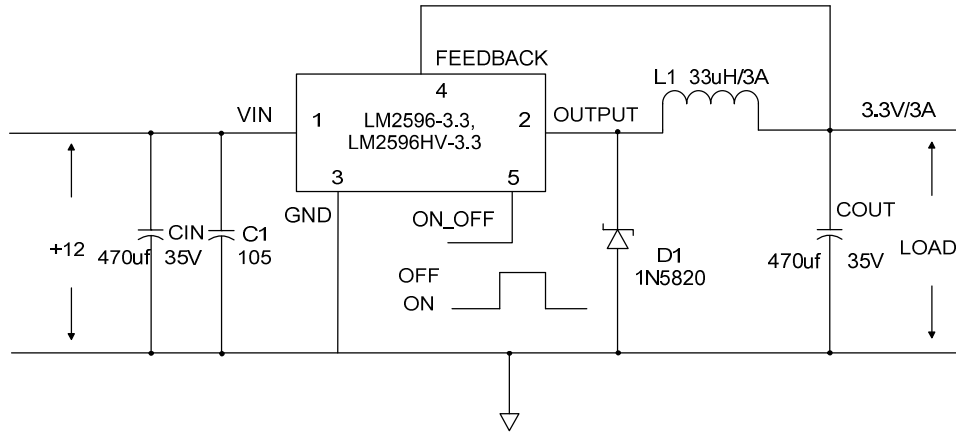 FEEDBACK
L1 33uH/3A
4
VIN
1
LM2596-3.3,
LM2596HV-3.3
2
OUTPUT
3.3V/3A
3
5
GND
ON_OFF
COUT
+12
CIN
470uf 35V
C1
105
OFF
ON
D1
1N5820
470uf 35V
LOAD